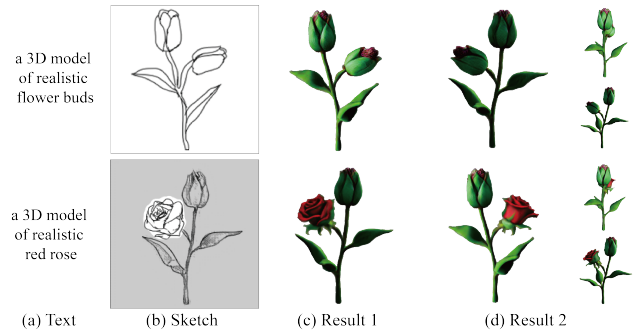 a 3D model
of realistic
flower buds
a 3D model
of realistic
red rose
(a) Text
(b) Sketch
(c) Result 1
(d) Result 2